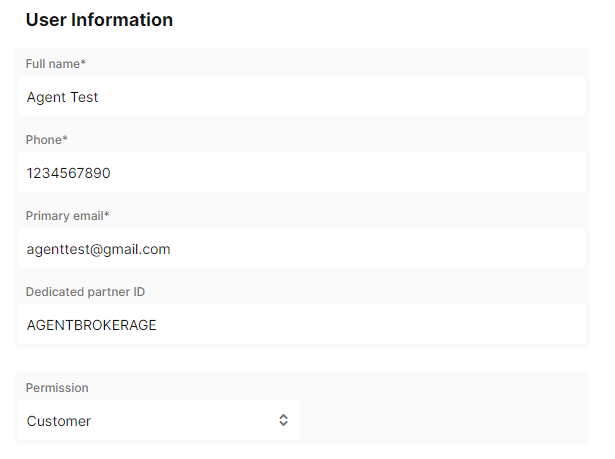 User Information
Full name*
Agent Test
Phone*
1234567890
Primary email*
agenttest@gmail.com
Dedicated partner ID
AGENTBROKERAGE
Permission
Customer